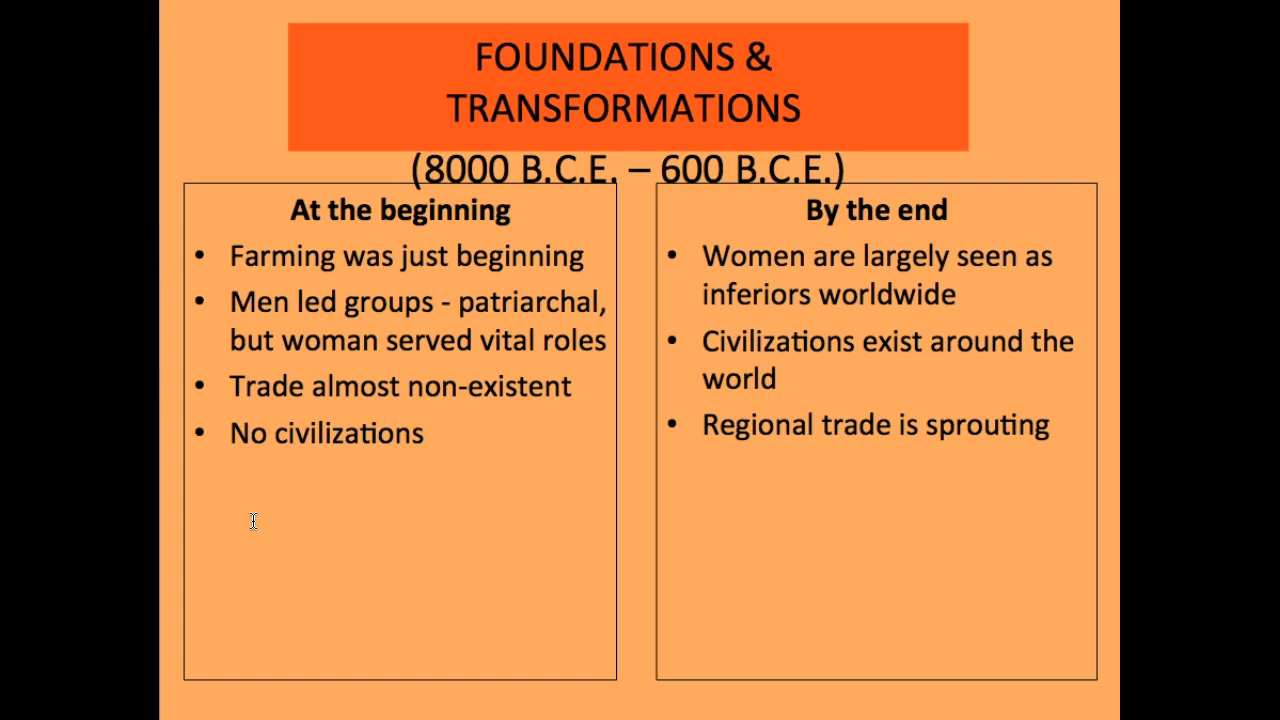 FOUNDATIONS &
TRANSFORMATIONS
(8000 B.C.E. – 600 B.C.E.)
At the beginning
• Farming was just beginning
• Men led groups - patriarchal,
but woman served vital roles
• Trade almost non-existent
• No civilizations
By the end
• Women are largely seen as
inferiors worldwide
• Civilizations exist around the
world
• Regional trade is sprouting